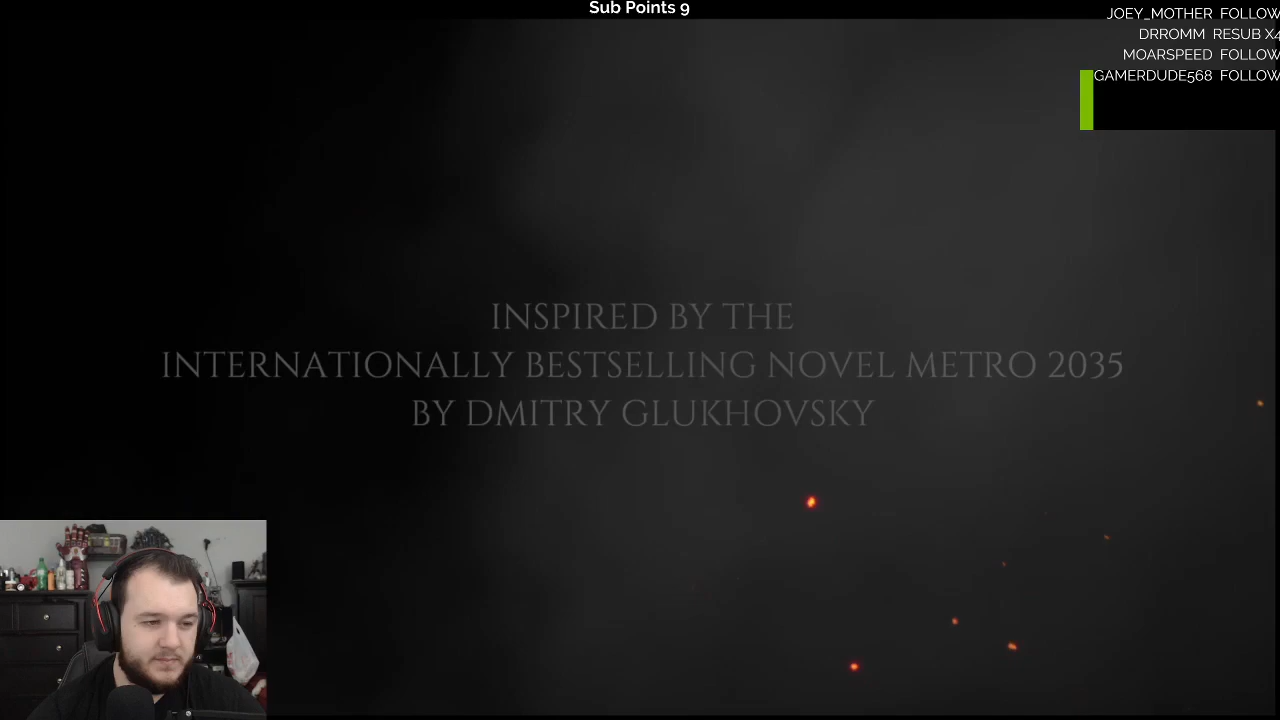 Sub Points 9
JOEY_MOTHER FOLLOW
DRROMM RESUB X4
MOARSPEED FOLLOW
GAMERDUDE568 FOLLOW
INSPIRED BY THE
INTERNATIONALLY BESTSELLING NOVEL METRO 2035
BY DMITRY GLUKHOVSKY